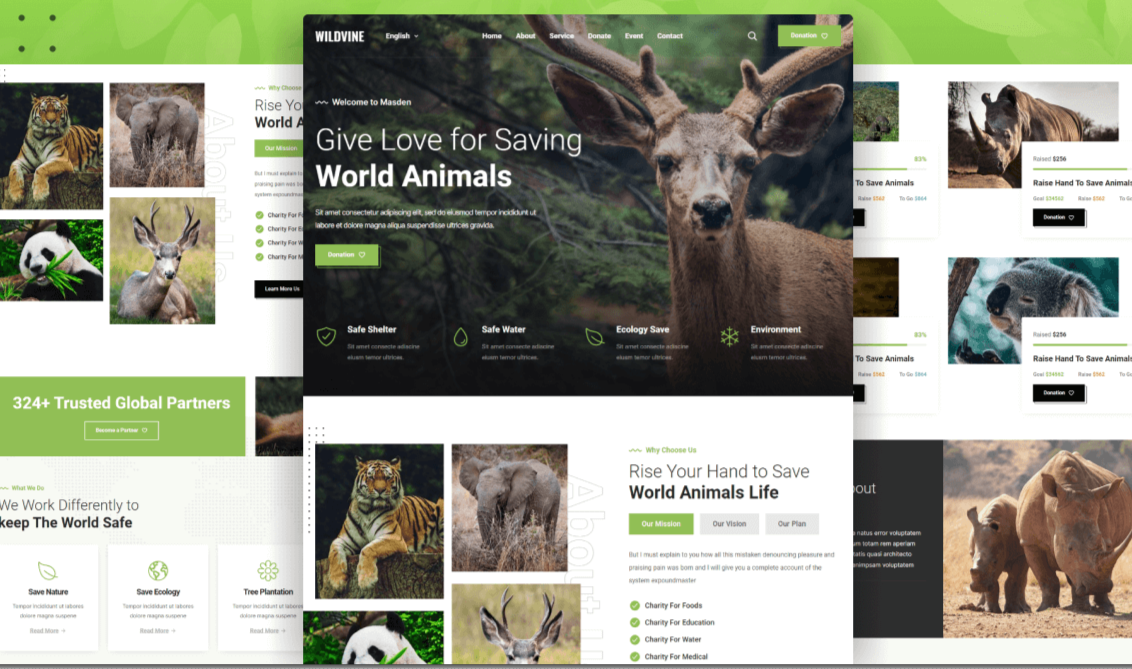 WILDVINE
English
Home About Service Donate Event Contact
Donation
Welcome to Masden
Give Love for Saving
World Animals
Sit amet consectetur adipiscing elit, sed do eiusmod tempor incididunt ut
labore et dolore magna aliqua suspendisse ultrices gravida.
Donation
Safe Shelter
Sit amet consecte adiscine
eiusm temor ultrices.
Safe Water
Sit amet consecte adiscine
eiusm temor ultrices.
Ecology Save
Sit amet consecte adiscine
eiusm temor ultrices.
Environment
Sit amet consecte adiscine
eiusm temor ultrices.
About U
Why Choose Us
Rise Your Hand to Save
World Animals Life
Our Mission
Our Vision
Our Plan
But I must explain to you how all this mistaken denouncing pleasure and
praising pain was born and I will give you a complete account of the
system expoundmaster
Charity For Foods
Charity For Education
Charity For Water
Charity For Medical
About Us
Why Choose
Rise Yo
World A
Our Mission
But I must explain to
praising pain was bo
system expoundmast
Charity For F
Charity For E
Charity For W
Charity For M
Learn More Us
324+ Trusted Global Partners
Become a Partner
What We Do
We Work Differently to
keep The World Safe
Save Nature
Tempor incididunt ut labores
dolore magna suspene
Read More
Save Ecology
Tempor incididunt ut labores
dolore magna suspene
Read More
Tree Plantation
Tempor incididunt ut labores
dolore magna suspene
Read More
83%
To Save Animals
Raise $562 To Go $864
Raised $256
Raise Hand To Save Animals
Goal $34562 Raise $562 To Go
Donation
83%
To Save Animals
Raise $562 To Go $864
Raised $256
Raise Hand To Save Animals
Goal $34562 Raise $562 To Go
Donation
out
natus error voluptatem
um totam rem aperiam
tatis quasi architecto
enimpsam voluptatem